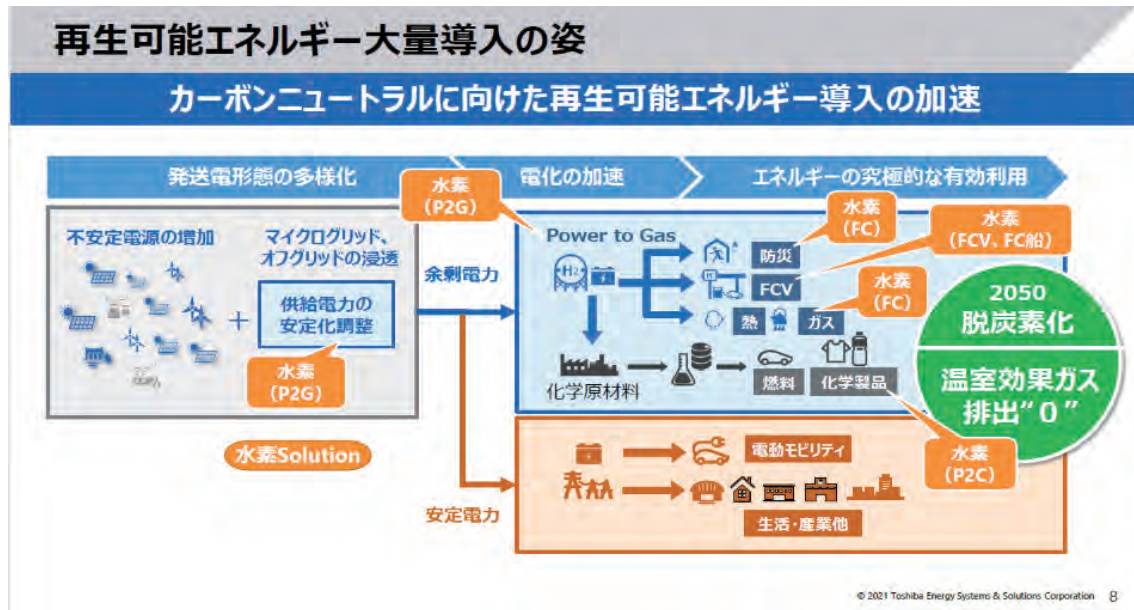 再生可能エネルギー大量導入の姿
カーボンニュートラルに向けた再生可能エネルギー導入の加速
発送電形態の多様化
電化の加速
エネルギーの究極的な有効利用
水素
(P2G)
水素
(FC)
水素
(FCV、FC船)
不安定電源の増加
マイクログリッド、
オフグリッドの浸透
+
供給電力の
安定化調整
水素
(P2G)
余剰電力
Power to Gas
H2
防災
FCV
水素
(FC)
熱
ガス
化学原材料
燃料
化学製品
2050
脱炭素化
温室効果ガス
排出“0”
水素
(P2C)
水素Solution
安定電力
電動モビリティ
生活・産業他
© 2021 Toshiba Energy Systems & Solutions Corporation 8